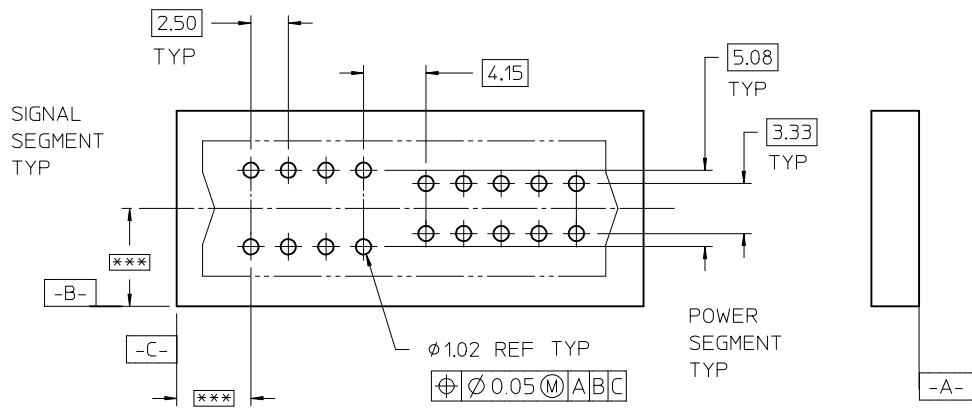 2.50
TYP
4.15
5.08
TYP
3.33
TYP
SIGNAL
SEGMENT
TYP
***
-B-
-C-
***
⌀1.02 REF TYP
⌖ ⌀0.05 Ⓜ A B C
POWER
SEGMENT
TYP
-A-